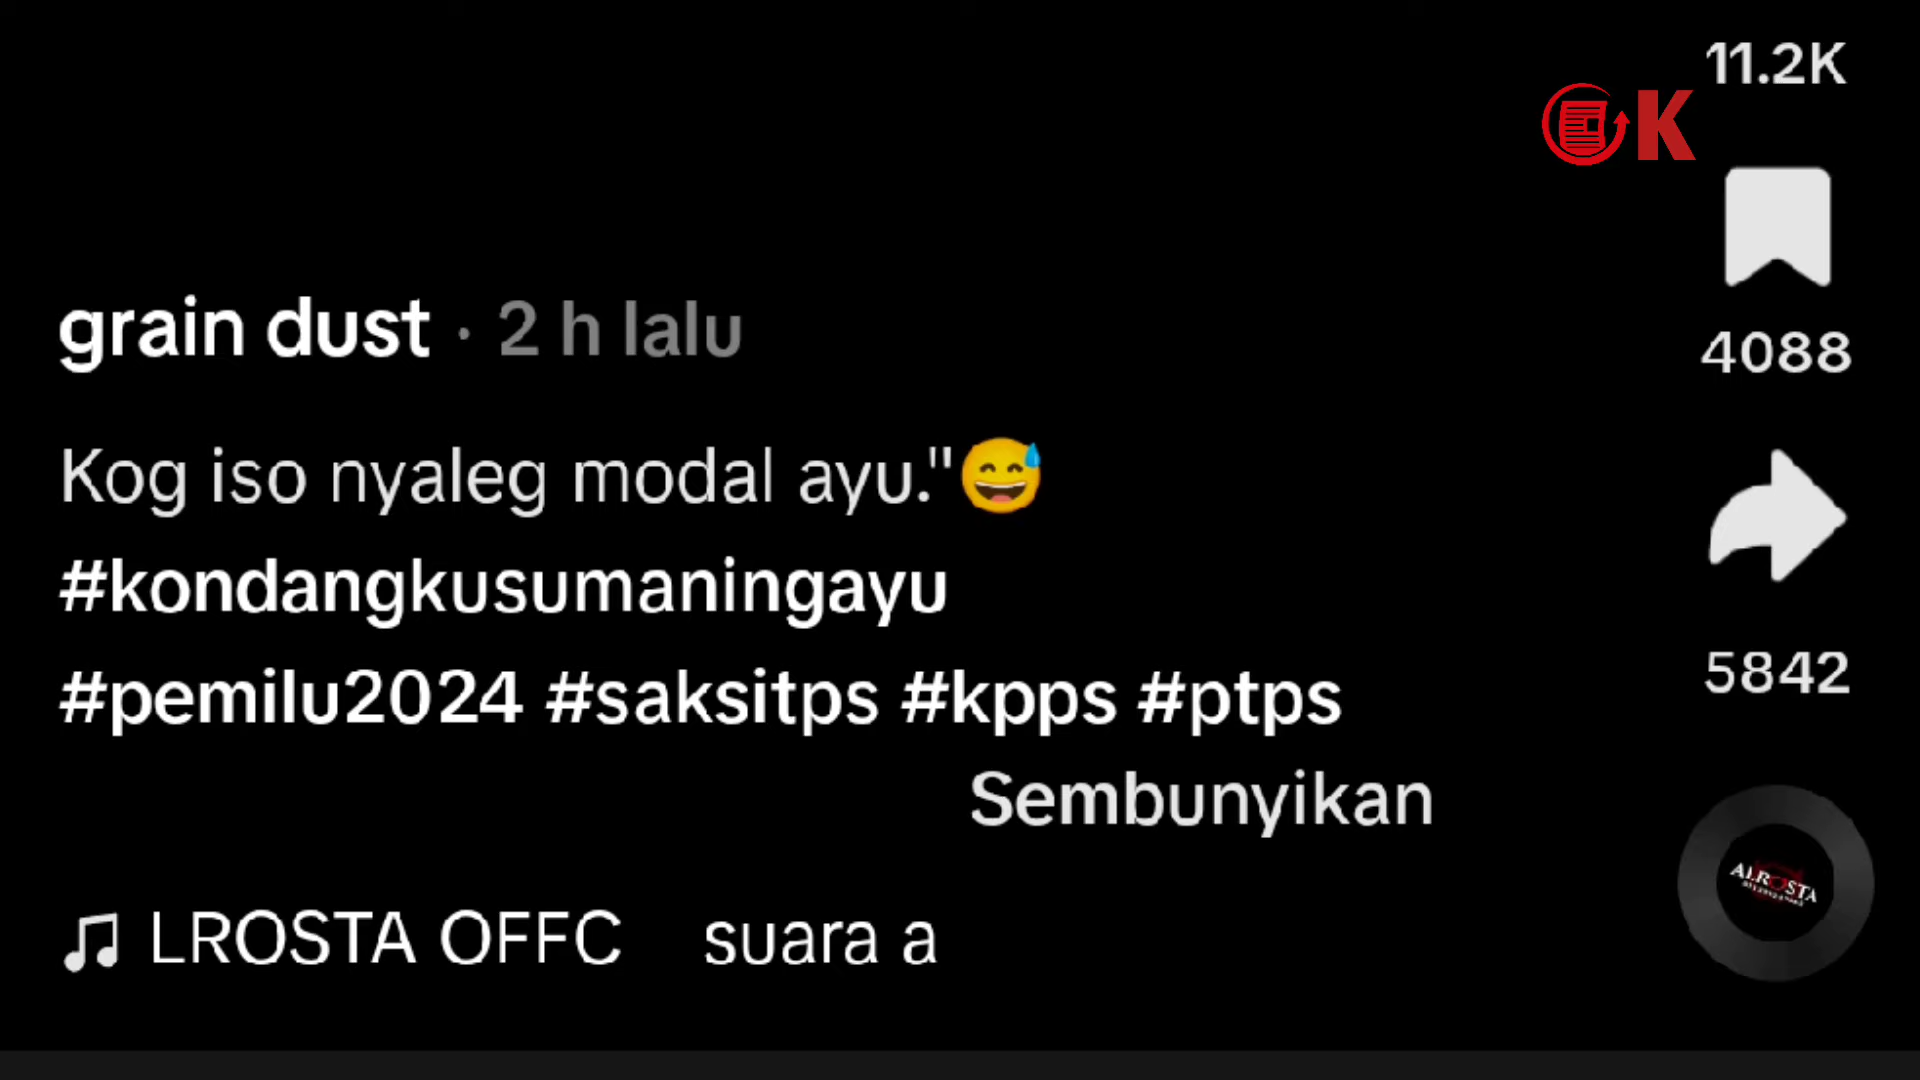 11.2K
K
4088
grain dust · 2 h lalu
Kog iso nyaleg modal ayu."😅
#kondangkusumaningayu
#pemilu2024 #saksitps #kpps #ptps
5842
Sembunyikan
ALROSTA
LROSTA OFFC suara a